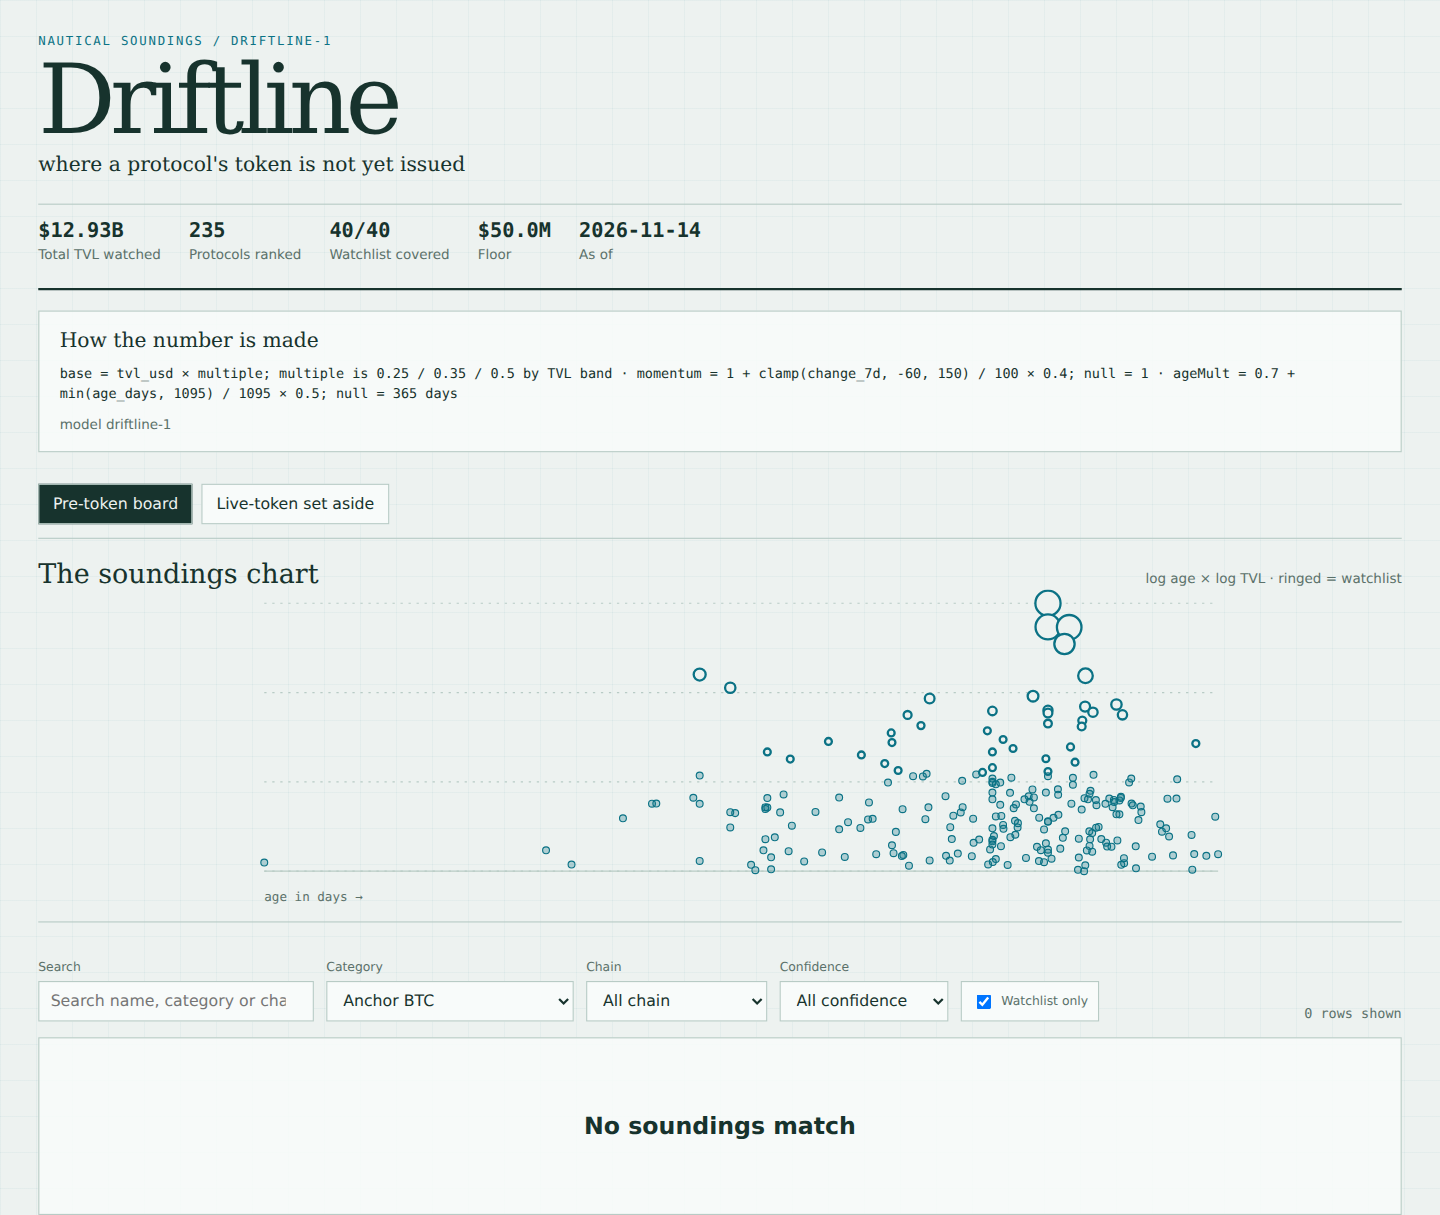 NAUTICAL SOUNDINGS / DRIFTLINE-1
Driftline
where a protocol's token is not yet issued
$12.93B 235 40/40 $50.0M 2026-11-14
Total TVL watched Protocols ranked Watchlist covered Floor As of
How the number is made
base = tvl_usd × multiple; multiple is 0.25 / 0.35 / 0.5 by TVL band · momentum = 1 + clamp(change_7d, -60, 150) / 100 × 0.4; null = 1 · ageMult = 0.7 +
min(age_days, 1095) / 1095 × 0.5; null = 365 days
model driftline-1
Pre-token board Live-token set aside
The soundings chart
log age × log TVL · ringed = watchlist
age in days →
Search Category Chain Confidence
Search name, category or cha Anchor BTC All chain All confidence Watchlist only
0 rows shown
No soundings match